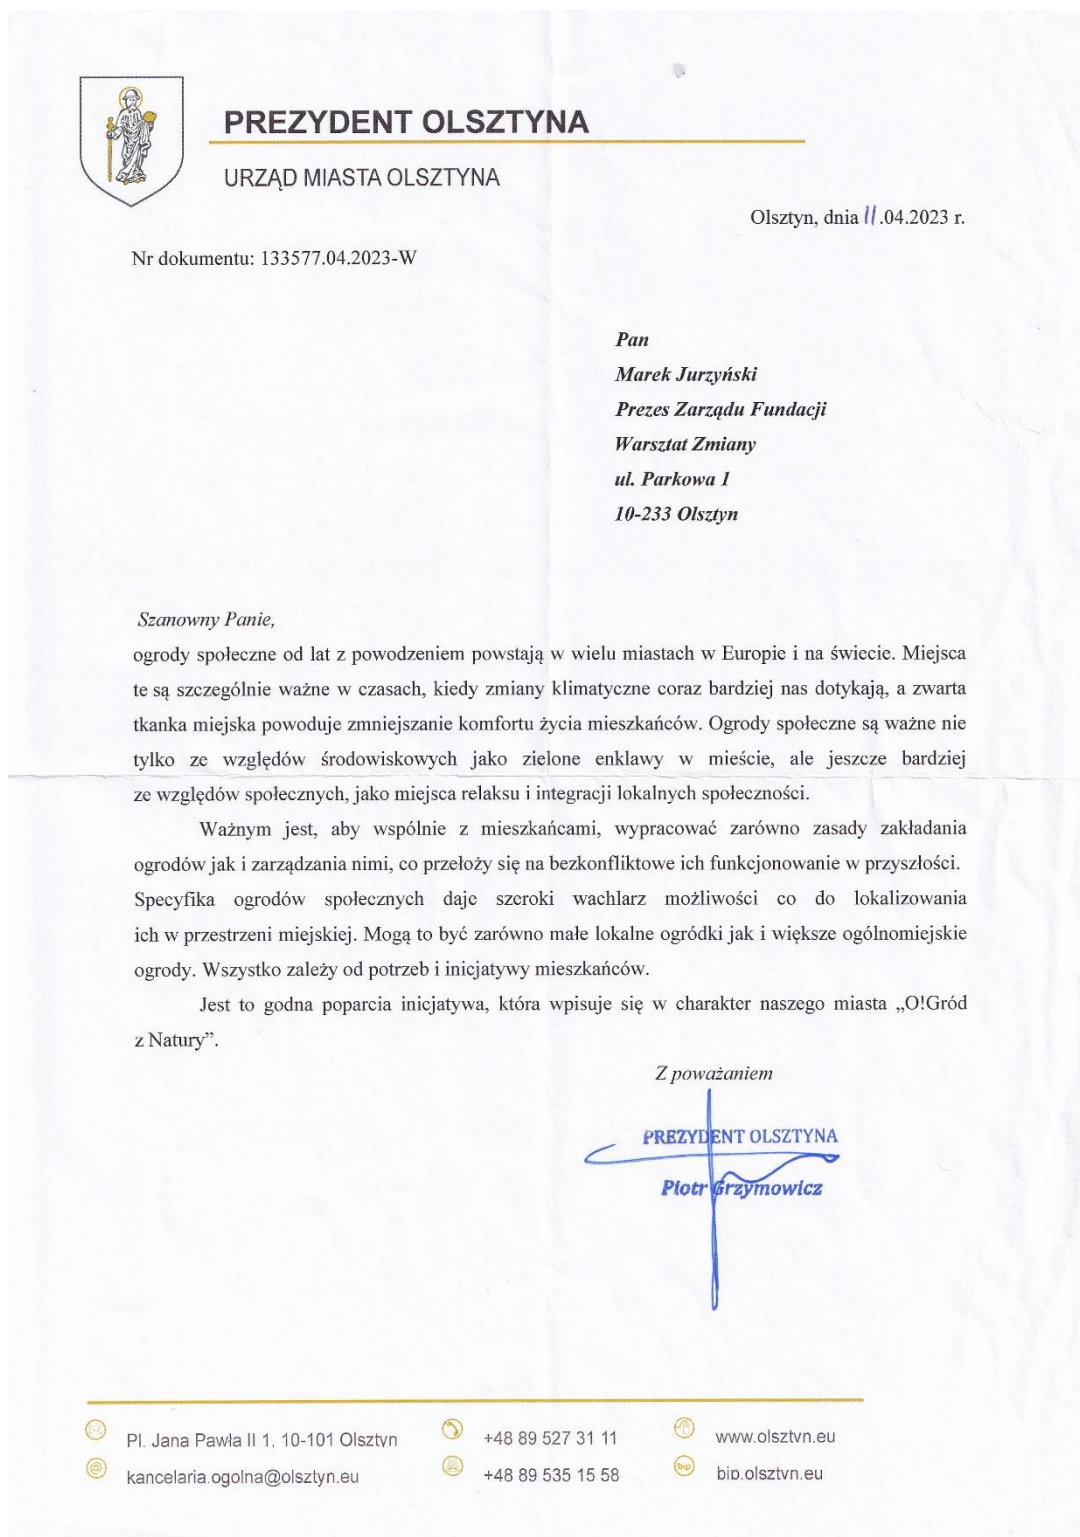 PREZYDENT OLSZTYNA
URZĄD MIASTA OLSZTYNA
Olsztyn, dnia 11.04.2023 r.
Nr dokumentu: 133577.04.2023-W
Pan
Marek Jurzyński
Prezes Zarządu Fundacji
Warsztat Zmiany
ul. Parkowa 1
10-233 Olsztyn
Szanowny Panie,
ogrody społeczne od lat z powodzeniem powstają w wielu miastach w Europie i na świecie. Miejsca
te są szczególnie ważne w czasach, kiedy zmiany klimatyczne coraz bardziej nas dotykają, a zwarta
tkanka miejska powoduje zmniejszanie komfortu życia mieszkańców. Ogrody społeczne są ważne nie
tylko ze względów środowiskowych jako zielone enklawy w mieście, ale jeszcze bardziej
ze względów społecznych, jako miejsca relaksu i integracji lokalnych społeczności.
Ważnym jest, aby wspólnie z mieszkańcami, wypracować zarówno zasady zakładania
ogrodów jak i zarządzania nimi, co przełoży się na bezkonfliktowe ich funkcjonowanie w przyszłości.
Specyfika ogrodów społecznych daje szeroki wachlarz możliwości co do lokalizowania
ich w przestrzeni miejskiej. Mogą to być zarówno małe lokalne ogródki jak i większe ogólnomiejskie
ogrody. Wszystko zależy od potrzeb i inicjatywy mieszkańców.
Jest to godna poparcia inicjatywa, która wpisuje się w charakter naszego miasta „O!Gród
z Natury”.
Z poważaniem
PREZYDENT OLSZTYNA
Piotr Grzymowicz
Pl. Jana Pawła II 1, 10-101 Olsztyn
+48 89 527 31 11
www.olsztyn.eu
kancelaria.ogolna@olsztyn.eu
+48 89 535 15 58
bip
bip.olsztyn.eu